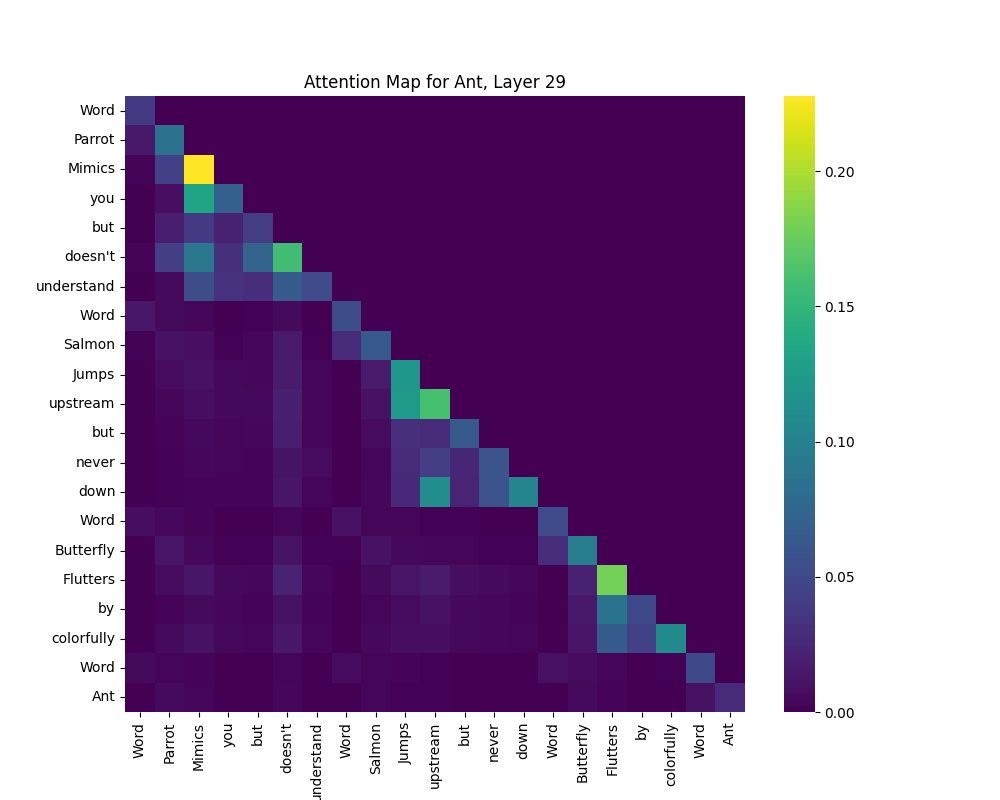 Attention Map for Ant, Layer 29
Word
Parrot
Mimics
you
but
doesn't
understand
Word
Salmon
Jumps
upstream
but
never
down
Word
Butterfly
Flutters
by
colorfully
Word
Ant
Word
Parrot
Mimics
you
but
doesn't
understand
Word
Salmon
Jumps
upstream
but
never
down
Word
Butterfly
Flutters
by
colorfully
Word
Ant
0.20
0.15
0.10
0.05
0.00